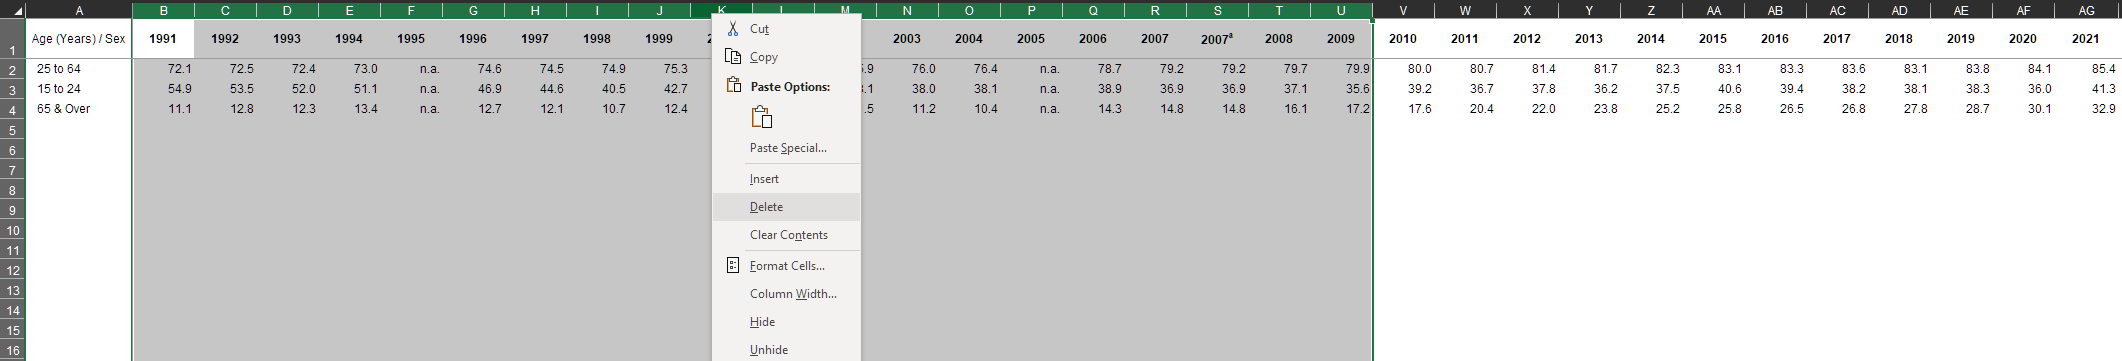 A B C D E F G H I J K L M N O P Q R S T U V W X Y Z AA AB AC AD AE AF AG
1 Age (Years) / Sex 1991 1992 1993 1994 1995 1996 1997 1998 1999 2 2003 2004 2005 2006 2007 2007ª 2008 2009 2010 2011 2012 2013 2014 2015 2016 2017 2018 2019 2020 2021
2 25 to 64 72.1 72.5 72.4 73.0 n.a. 74.6 74.5 74.9 75.3 5.9 76.0 76.4 n.a. 78.7 79.2 79.2 79.7 79.9 80.0 80.7 81.4 81.7 82.3 83.1 83.3 83.6 83.1 83.8 84.1 85.4
3 15 to 24 54.9 53.5 52.0 51.1 n.a. 46.9 44.6 40.5 42.7 .1 38.0 38.1 n.a. 38.9 36.9 36.9 37.1 35.6 39.2 36.7 37.8 36.2 37.5 40.6 39.4 38.2 38.1 38.3 36.0 41.3
4 65 & Over 11.1 12.8 12.3 13.4 n.a. 12.7 12.1 10.7 12.4 .5 11.2 10.4 n.a. 14.3 14.8 14.8 16.1 17.2 17.6 20.4 22.0 23.8 25.2 25.8 26.5 26.8 27.8 28.7 30.1 32.9
5
6
7
8
9
10
11
12
13
14
15
16
Cut
Copy
Paste Options:
Paste Special...
Insert
Delete
Clear Contents
Format Cells...
Column Width...
Hide
Unhide